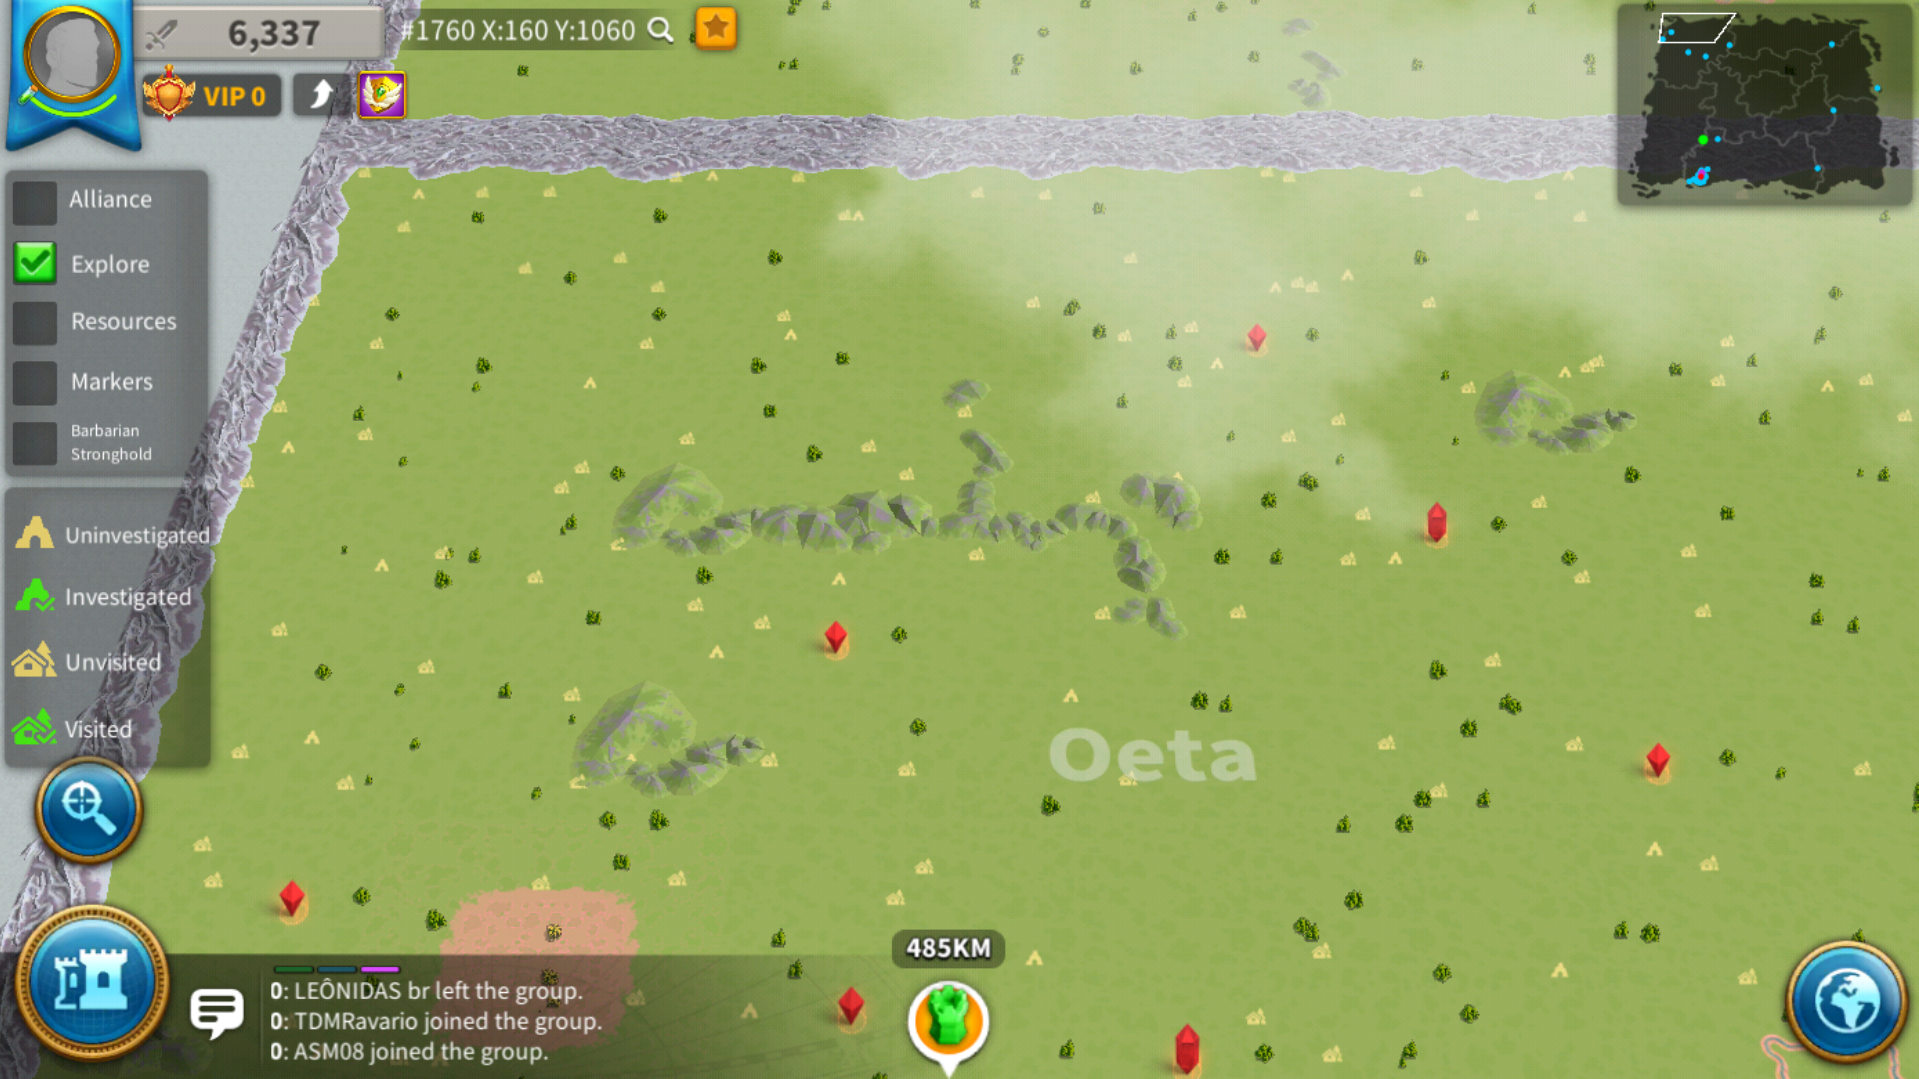 6,337
#1760 X:160 Y:1060
VIP 0
Alliance
Explore
Resources
Markers
Barbarian
Stronghold
Uninvestigated
Investigated
Unvisited
Visited
Oeta
485KM
0: LEÔNIDAS br left the group.
0: TDMRavario joined the group.
0: ASM08 joined the group.